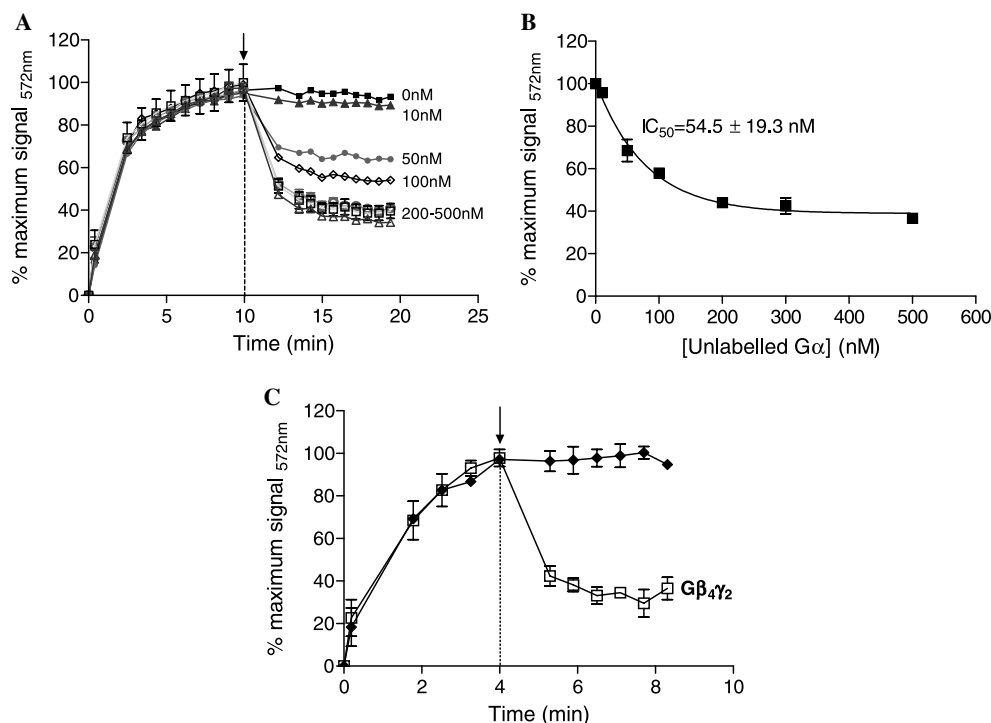 A
% maximum signal 572nm
120
100
80
60
40
20
0
0nM
10nM
50nM
100nM
200-500nM
0 5 10 15 20 25
Time (min)
B
% maximum signal 572nm
120
100
80
60
40
20
0
IC50=54.5 ± 19.3 nM
0 100 200 300 400 500 600
[Unlabelled Gα] (nM)
C
% maximum signal 572nm
120
100
80
60
40
20
0
Gβ4γ2
0 2 4 6 8 10
Time (min)